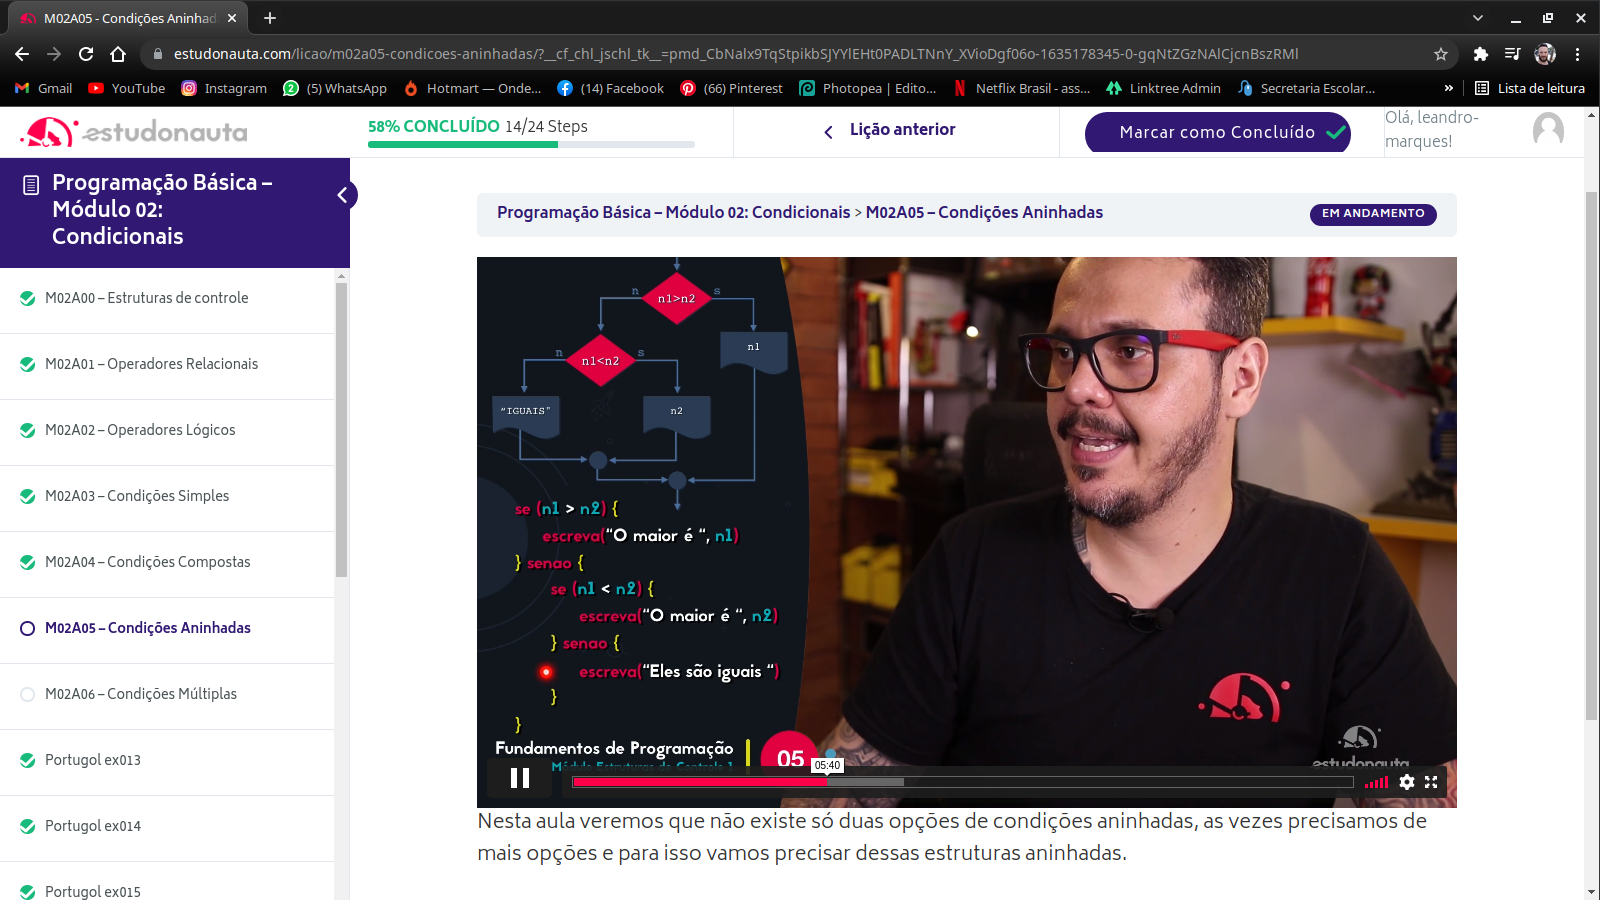 M02A05 - Condições Aninhad
estudonauta.com/licao/m02a05-condicoes-aninhadas/?__cf_chl_jschl_tk__=pmd_CbNalx9TqStpikbSJYYlEHt0PADLTNnY_XVioDgf06o-1635178345-0-gqNtZGzNAlCjcnBszRMl
Gmail
YouTube
Instagram
(5) WhatsApp
Hotmart — Onde...
(14) Facebook
(66) Pinterest
Photopea | Edito...
Netflix Brasil - ass...
Linktree Admin
Secretaria Escolar...
»
Lista de leitura
estudonauta
58% CONCLUÍDO 14/24 Steps
Lição anterior
Marcar como Concluído
Olá, leandro-
marques!
Programação Básica –
Módulo 02:
Condicionais
M02A00 – Estruturas de controle
M02A01 – Operadores Relacionais
M02A02 – Operadores Lógicos
M02A03 – Condições Simples
M02A04 – Condições Compostas
M02A05 – Condições Aninhadas
M02A06 – Condições Múltiplas
Portugol ex013
Portugol ex014
Portugol ex015
Programação Básica – Módulo 02: Condicionais > M02A05 – Condições Aninhadas
EM ANDAMENTO
n n1>n2 s
n1
n n1<n2 s
"IGUAIS"
n2
se (n1 > n2) {
escreva("O maior é ", n1)
} senao {
se (n1 < n2) {
escreva("O maior é ", n2)
} senao {
escreva("Eles são iguais ")
}
}
Fundamentos de Programação
Módulo Estruturas de Controle 1
05
estudonauta
05:40
Nesta aula veremos que não existe só duas opções de condições aninhadas, as vezes precisamos de
mais opções e para isso vamos precisar dessas estruturas aninhadas.